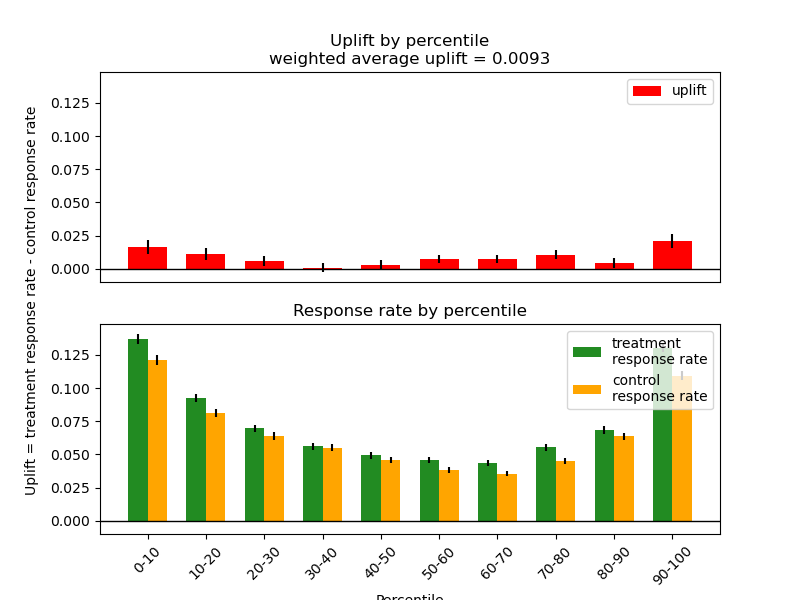 Uplift by percentile
weighted average uplift = 0.0093
uplift
0.125
0.100
0.075
0.050
0.025
0.000
Uplift = treatment response rate - control response rate
Response rate by percentile
treatment
response rate
control
response rate
0.125
0.100
0.075
0.050
0.025
0.000
0-10
10-20
20-30
30-40
40-50
50-60
60-70
70-80
80-90
90-100
Percentile